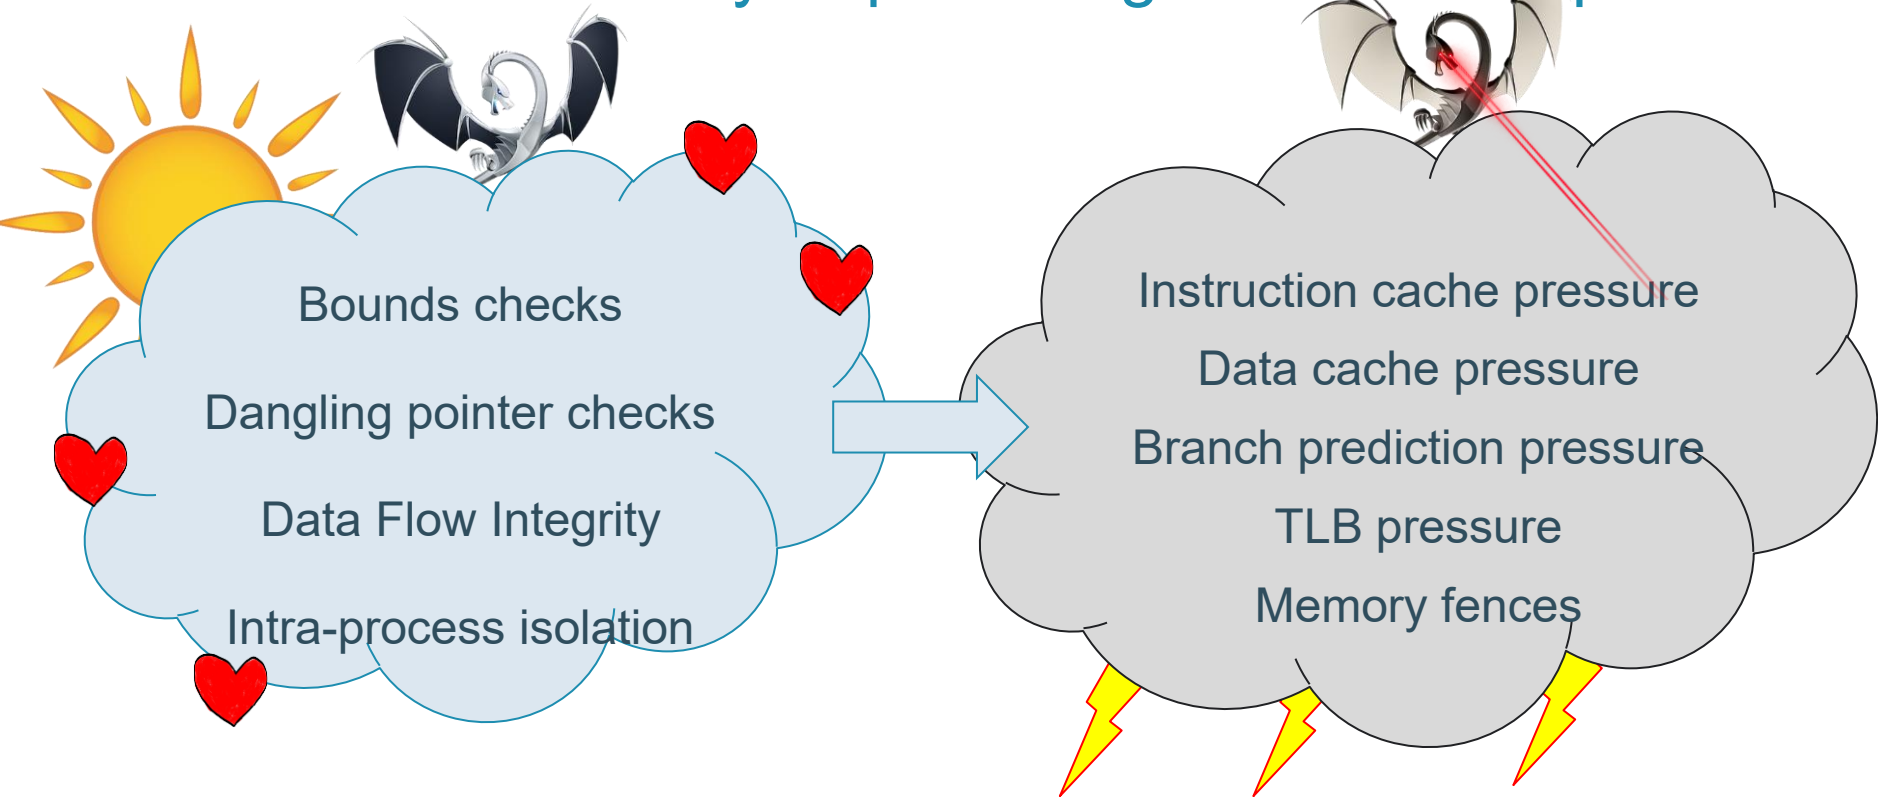 Bounds checks
Dangling pointer checks
Data Flow Integrity
Intra-process isolation
Instruction cache pressure
Data cache pressure
Branch prediction pressure
TLB pressure
Memory fences